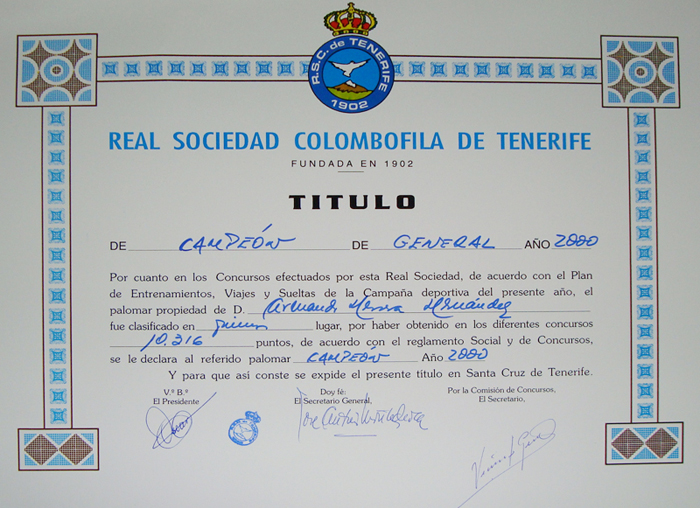 R.S.C. de TENERIFE
1902
REAL SOCIEDAD COLOMBOFILA DE TENERIFE
FUNDADA EN 1902
TITULO
DE CAMPEÓN DE GENERAL AÑO 2000
Por cuanto en los Concursos efectuados por esta Real Sociedad, de acuerdo con el Plan
de Entrenamientos, Viajes y Sueltas de la Campaña deportiva del presente año, el
palomar propiedad de D. Armando Hernández
fue clasificado en lugar, por haber obtenido en los diferentes concursos
10.316 puntos, de acuerdo con el reglamento Social y de Concursos,
se le declara al referido palomar CAMPEÓN Año 2000
Y para que así conste se expide el presente título en Santa Cruz de Tenerife.
V.º B.º Doy fé: Por la Comisión de Concursos,
El Presidente El Secretario General, El Secretario,